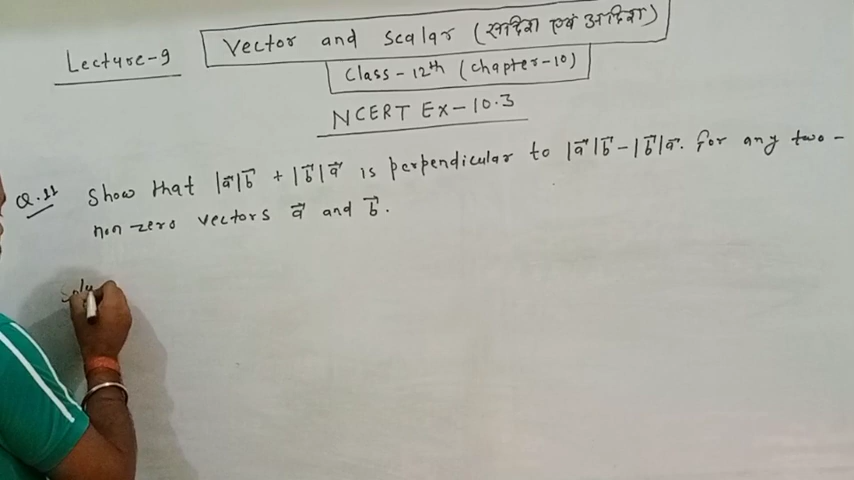 Lecture-9
Vector and scalar (सदिश एवं अदिश)
Class-12th (Chapter-10)
NCERT Ex-10.3
Q.11 Show that |a⃗|b⃗ + |b⃗|a⃗ is perpendicular to |a⃗|b⃗ - |b⃗|a⃗. For any two-
non zero vectors a⃗ and b⃗.
Soln